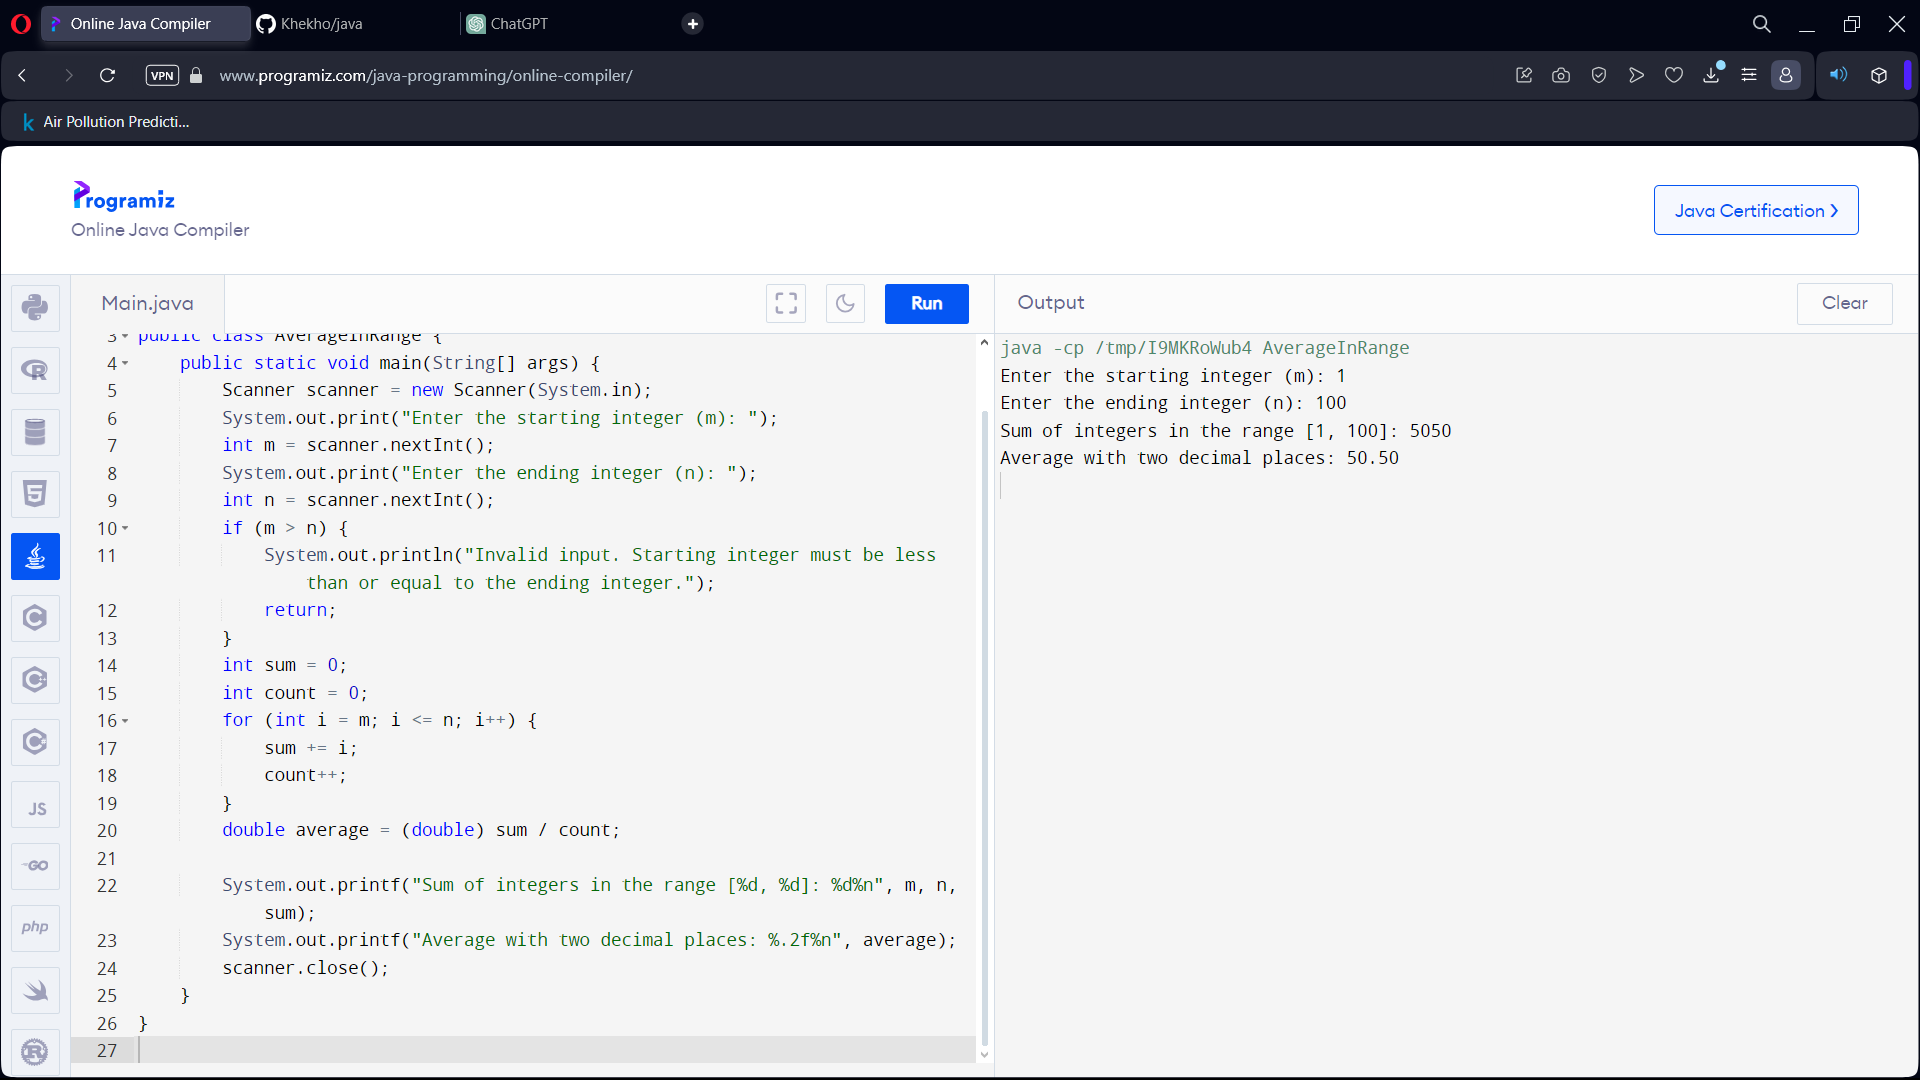 Online Java Compiler
Khekho/java
ChatGPT
VPN
www.programiz.com/java-programming/online-compiler/
k Air Pollution Predicti...
Programiz
Online Java Compiler
Java Certification
Main.java
Run
Output
Clear
3 public class AverageInRange {
4 public static void main(String[] args) {
5 Scanner scanner = new Scanner(System.in);
6 System.out.print("Enter the starting integer (m): ");
7 int m = scanner.nextInt();
8 System.out.print("Enter the ending integer (n): ");
9 int n = scanner.nextInt();
10 if (m > n) {
11 System.out.println("Invalid input. Starting integer must be less
than or equal to the ending integer.");
12 return;
13 }
14 int sum = 0;
15 int count = 0;
16 for (int i = m; i <= n; i++) {
17 sum += i;
18 count++;
19 }
20 double average = (double) sum / count;
21
22 System.out.printf("Sum of integers in the range [%d, %d]: %d%n", m, n,
sum);
23 System.out.printf("Average with two decimal places: %.2f%n", average);
24 scanner.close();
25 }
26 }
27
java -cp /tmp/I9MKRoWub4 AverageInRange
Enter the starting integer (m): 1
Enter the ending integer (n): 100
Sum of integers in the range [1, 100]: 5050
Average with two decimal places: 50.50
R
5
C
C
C
JS
GO
php
R